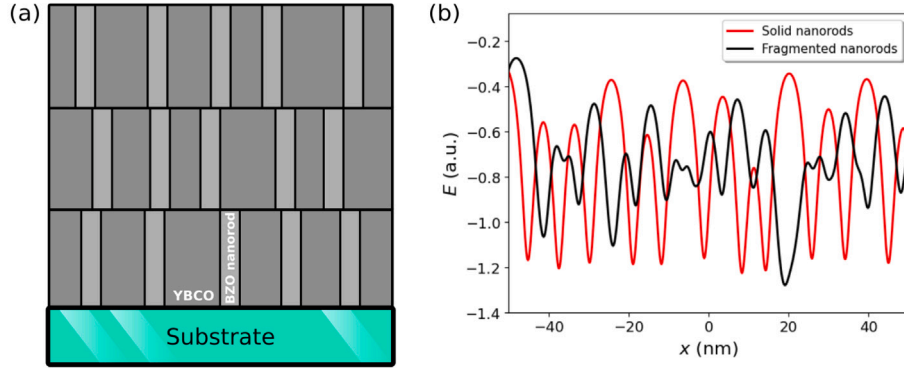 (a)
YBCO
BZO nanorod
Substrate
(b)
Solid nanorods
Fragmented nanorods
−0.2
−0.4
−0.6
−0.8
−1.0
−1.2
−1.4
E (a.u.)
−40
−20
0
20
40
x (nm)